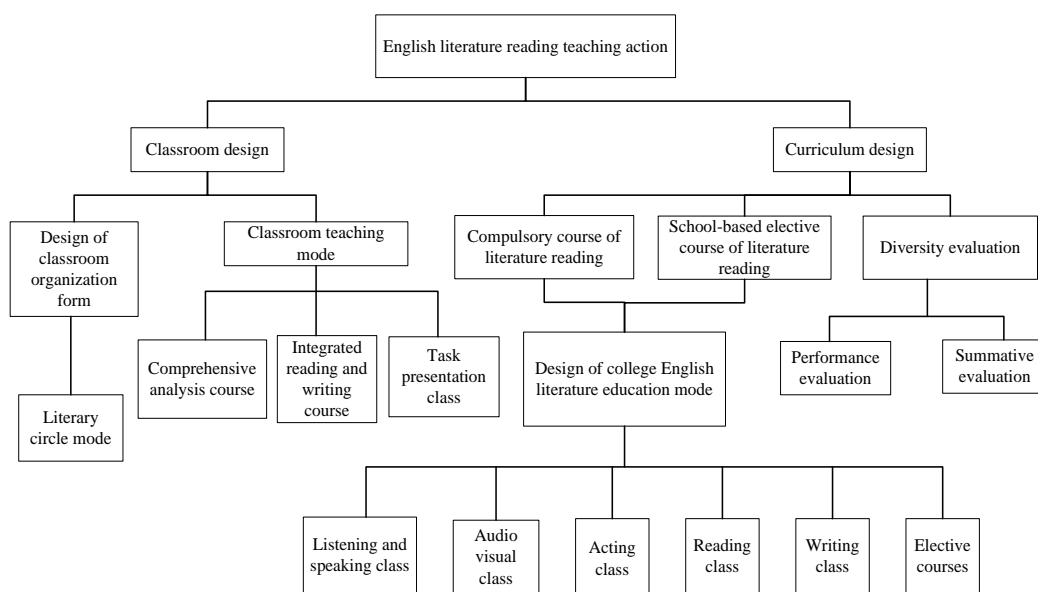 English literature reading teaching action
Classroom design
Curriculum design
Design of
classroom
organization
form
Classroom teaching
mode
Compulsory course of
literature reading
School-based elective
course of literature
reading
Diversity evaluation
Comprehensive
analysis course
Integrated
reading and
writing course
Task
presentation
class
Design of college English
literature education mode
Performance
evaluation
Summative
evaluation
Literary
circle mode
Listening and
speaking class
Audio
visual
class
Acting
class
Reading
class
Writing
class
Elective
courses